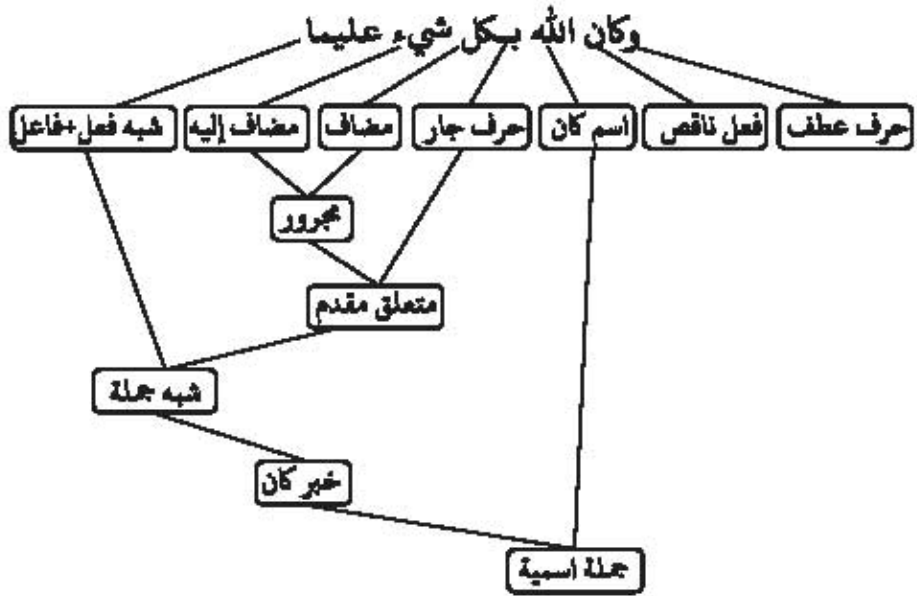 وكان الله بكل شيء عليما
حرف عطف
فعل ناقص
اسم كان
حرف جار
مضاف
مضاف إليه
شبه فعل+فاعل
مجرور
متعلق مقدم
شبه جملة
خبر كان
جملة اسمية